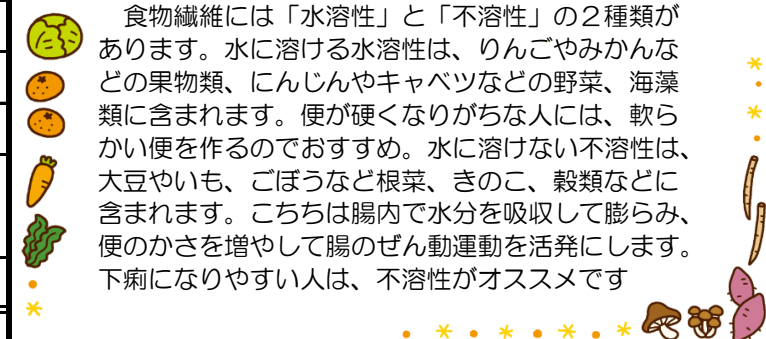 食物繊維には「水溶性」と「不溶性」の２種類が
あります。水に溶ける水溶性は、りんごやみかんな
どの果物類、にんじんやキャベツなどの野菜、海藻
類に含まれます。便が硬くなりがちな人には、軟ら
かい便を作るのでおすすめ。水に溶けない不溶性は、
大豆やいも、ごぼうなど根菜、きのこ、穀類などに
含まれます。こちちは腸内で水分を吸収して膨らみ、
便のかさを増やして腸のぜん動運動を活発にします。
下痢になりやすい人は、不溶性がオススメです